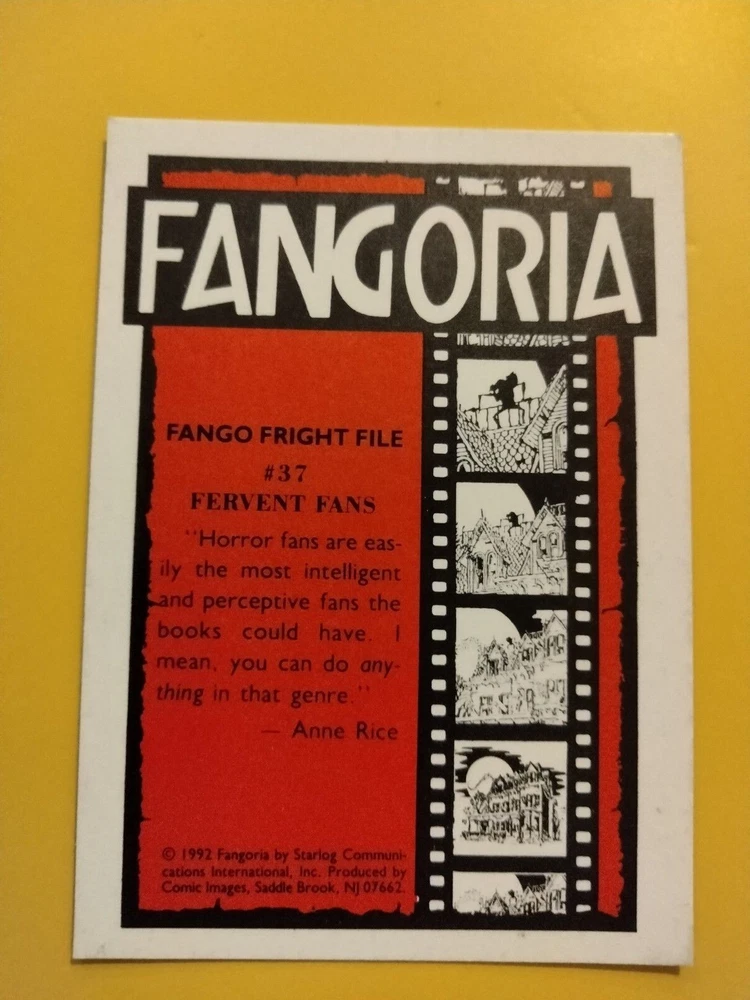 FANGORIA
FANGO FRIGHT FILE
#37
FERVENT FANS
"Horror fans are eas-
ily the most intelligent
and perceptive fans the
books could have. I
mean, you can do any-
thing in that genre."
— Anne Rice
© 1992 Fangoria by Starlog Communi-
cations International, Inc. Produced by
Comic Images, Saddle Brook, NJ 07662.